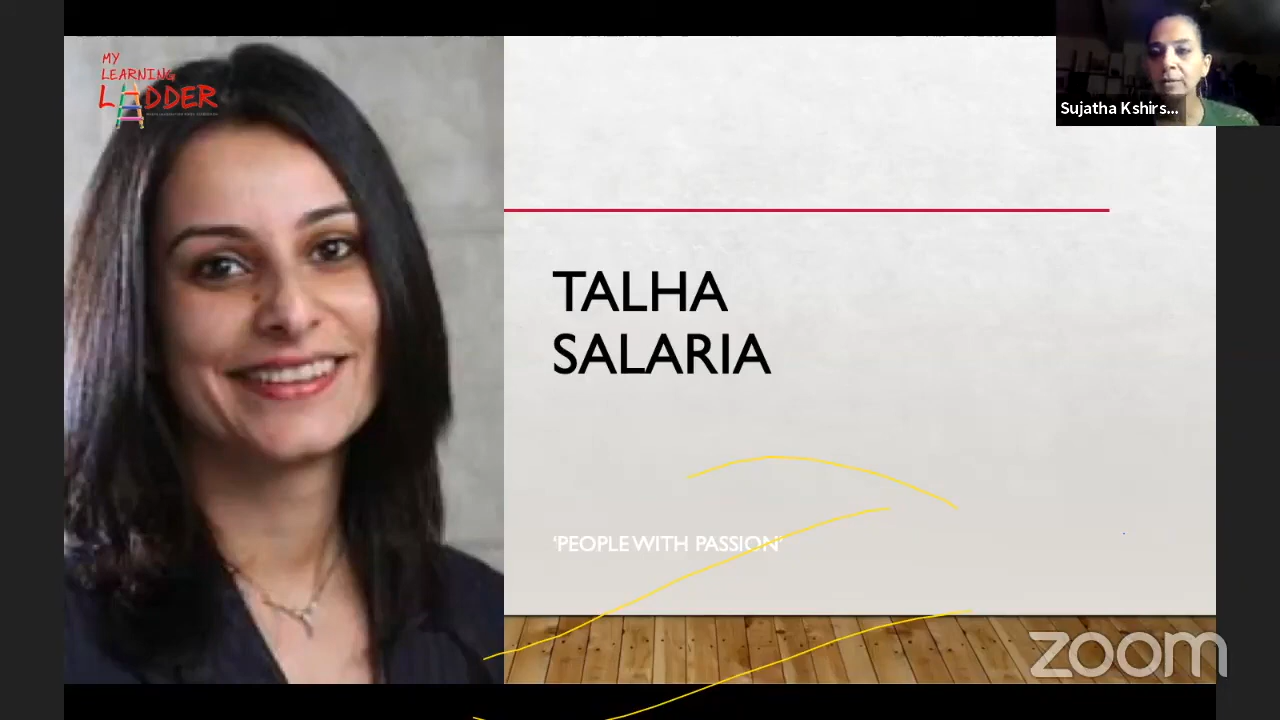 MY
LEARNING
LADDER
Sujatha Kshirs...
TALHA
SALARIA
'PEOPLE WITH PASSION'
zoom